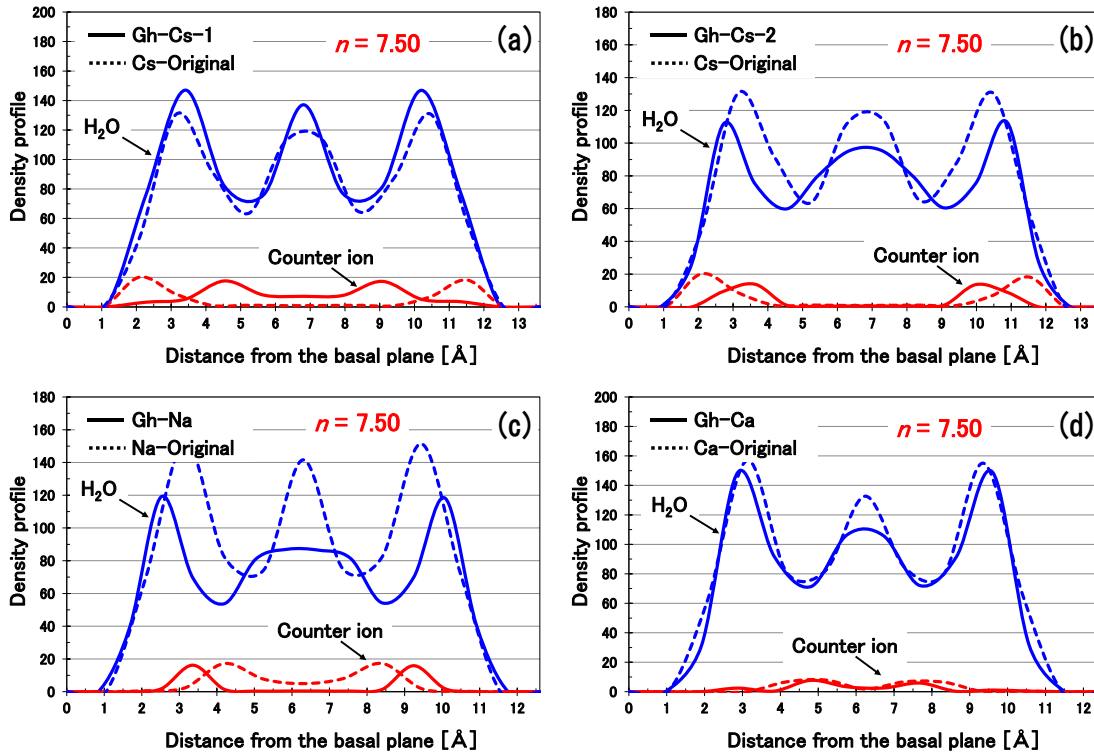 200
180
160
140
120
100
80
60
40
20
0
Density profile
Gh-Cs-1
Cs-Original
n = 7.50
(a)
H2O
Counter ion
0 1 2 3 4 5 6 7 8 9 10 11 12 13
Distance from the basal plane [Å]
180
160
140
120
100
80
60
40
20
0
Density profile
Gh-Cs-2
Cs-Original
n = 7.50
(b)
H2O
Counter ion
0 1 2 3 4 5 6 7 8 9 10 11 12 13
Distance from the basal plane [Å]
180
160
140
120
100
80
60
40
20
0
Density profile
Gh-Na
Na-Original
n = 7.50
(c)
H2O
Counter ion
0 1 2 3 4 5 6 7 8 9 10 11 12
Distance from the basal plane [Å]
200
180
160
140
120
100
80
60
40
20
0
Density profile
Gh-Ca
Ca-Original
n = 7.50
(d)
H2O
Counter ion
0 1 2 3 4 5 6 7 8 9 10 11 12
Distance from the basal plane [Å]